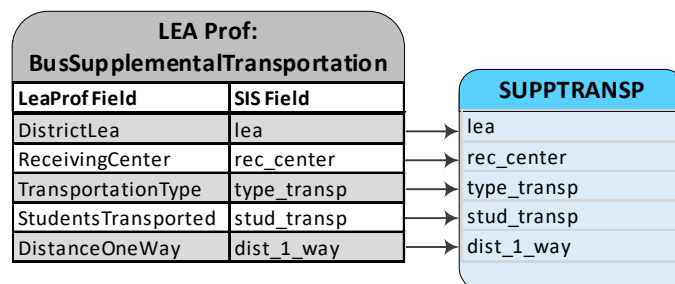 LEA Prof:
BusSupplementalTransportation
LeaProf Field SIS Field
DistrictLea lea
ReceivingCenter rec_center
TransportationType type_transp
StudentsTransported stud_transp
DistanceOneWay dist_1_way
SUPPTRANSP
lea
rec_center
type_transp
stud_transp
dist_1_way